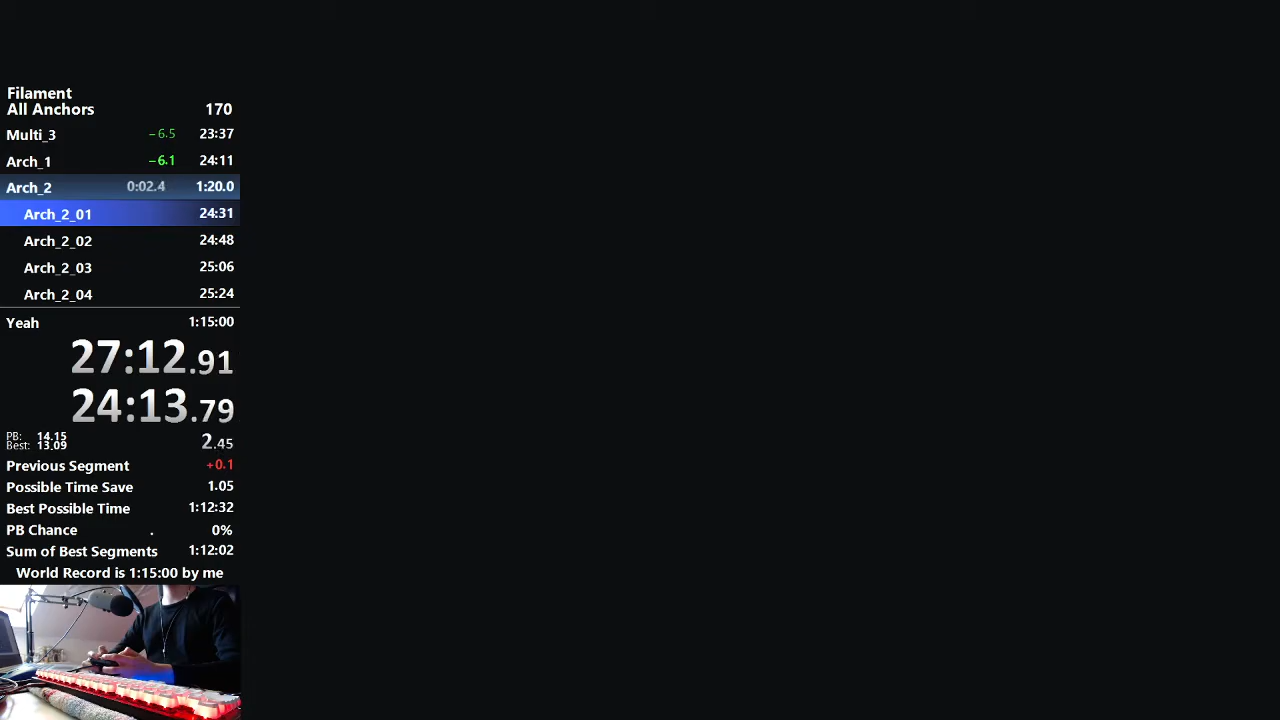 Filament
All Anchors 170
Multi_3 −6.5 23:37
Arch_1 −6.1 24:11
Arch_2 0:02.4 1:20.0
Arch_2_01 24:31
Arch_2_02 24:48
Arch_2_03 25:06
Arch_2_04 25:24
Yeah 1:15:00
27:12.91
24:13.79
PB: 14.15
Best: 13.09
2.45
Previous Segment +0.1
Possible Time Save 1.05
Best Possible Time 1:12:32
PB Chance . 0%
Sum of Best Segments 1:12:02
World Record is 1:15:00 by me